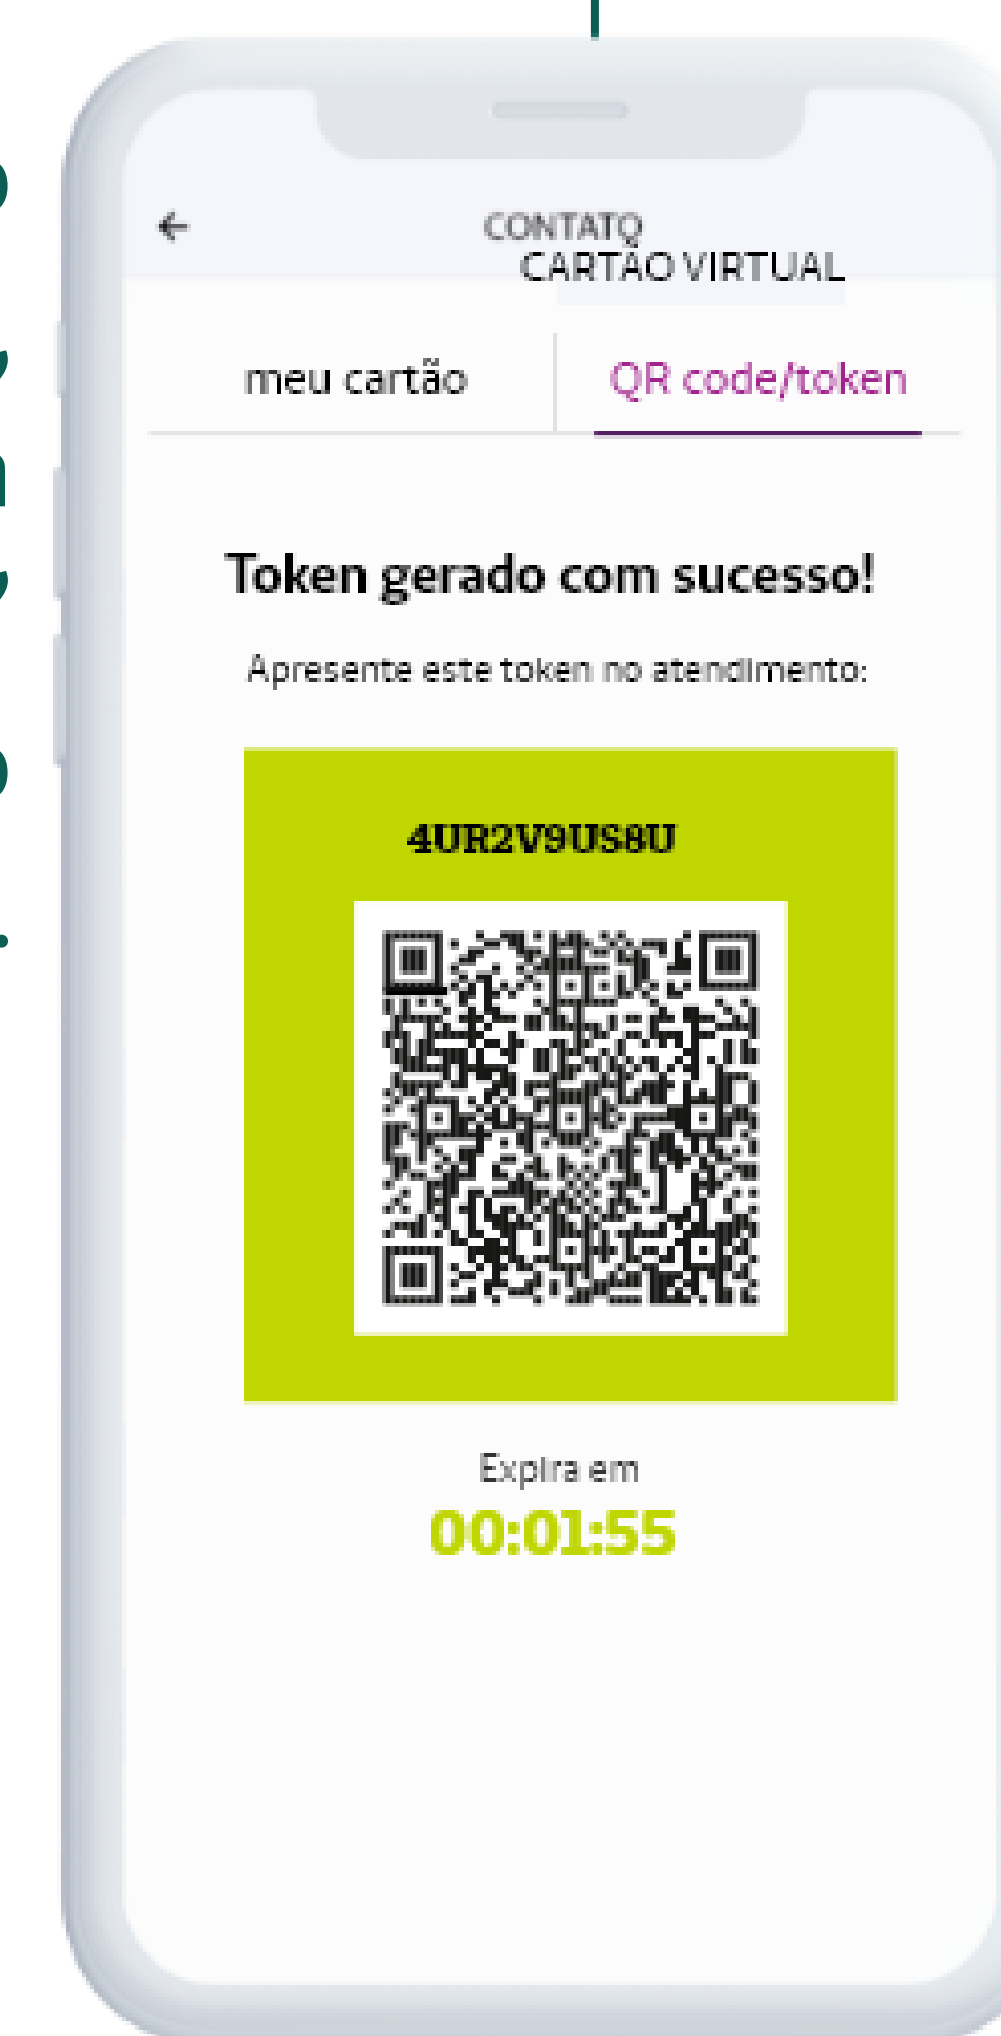 CONTATO
CARTÃO VIRTUAL
meu cartão
QR code/token
Token gerado com sucesso!
Apresente este token no atendimento:
4UR2V9US8U
Expira em
00:01:55